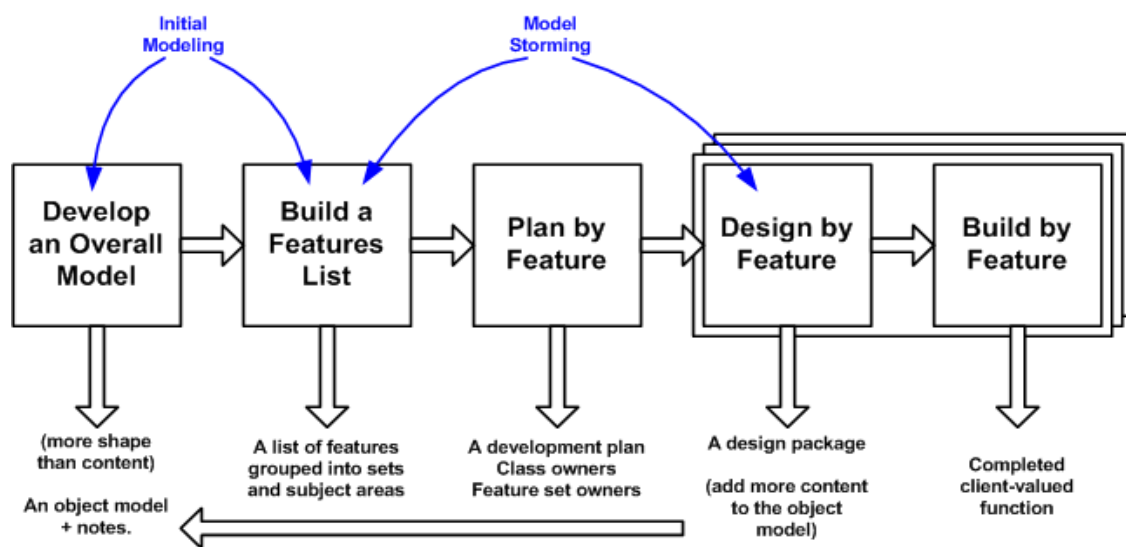 Initial
Modeling
Model
Storming
Develop
an Overall
Model
Build a
Features
List
Plan by
Feature
Design by
Feature
Build by
Feature
(more shape
than content)
An object model
+ notes.
A list of features
grouped into sets
and subject areas
A development plan
Class owners
Feature set owners
A design package
(add more content
to the object
model)
Completed
client-valued
function